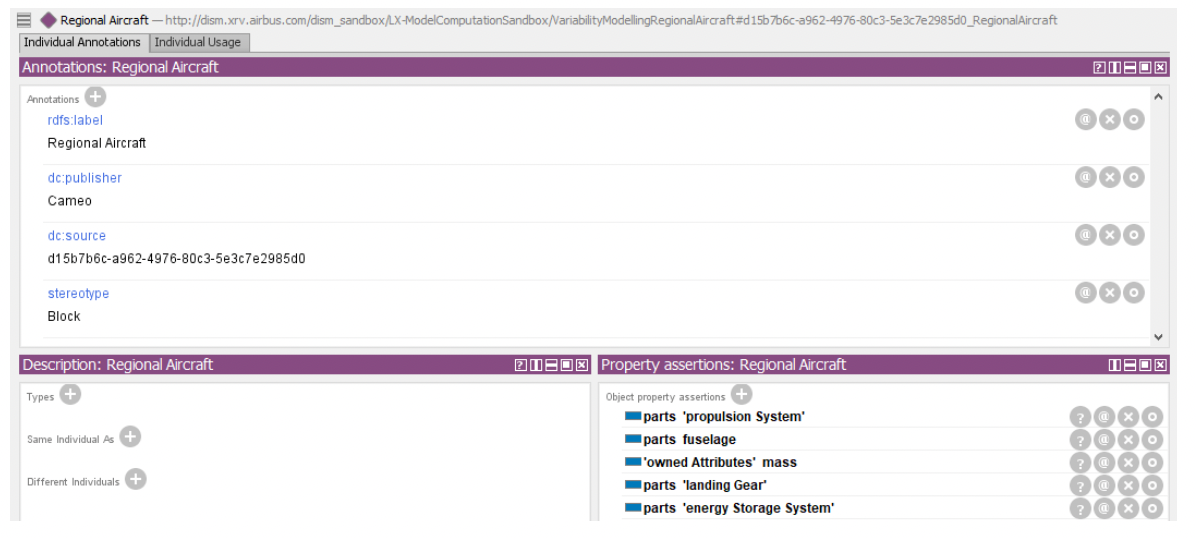 Regional Aircraft — http://dism.xrv.airbus.com/dism_sandbox/LX-ModelComputationSandbox/VariabilityModellingRegionalAircraft#d15b7b6c-a962-4976-80c3-5e3c7e2985d0_RegionalAircraft
Individual Annotations Individual Usage
Annotations: Regional Aircraft
Annotations
rdfs:label
Regional Aircraft
dc:publisher
Cameo
dc:source
d15b7b6c-a962-4976-80c3-5e3c7e2985d0
stereotype
Block
Description: Regional Aircraft
Types
Same Individual As
Different Individuals
Property assertions: Regional Aircraft
Object property assertions
parts 'propulsion System'
parts fuselage
'owned Attributes' mass
parts 'landing Gear'
parts 'energy Storage System'